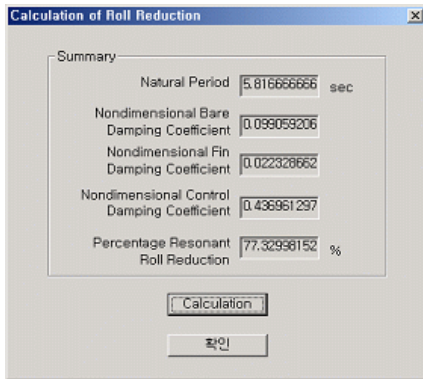 Calculation of Roll Reduction
Summary
Natural Period 5.816666666 sec
Nondimensional Bare
Damping Coefficient 0.099059206
Nondimensional Fin
Damping Coefficient 0.022328662
Nondimensional Control
Damping Coefficient 0.436961297
Percentage Resonant
Roll Reduction 77.32998152 %
Calculation
확인